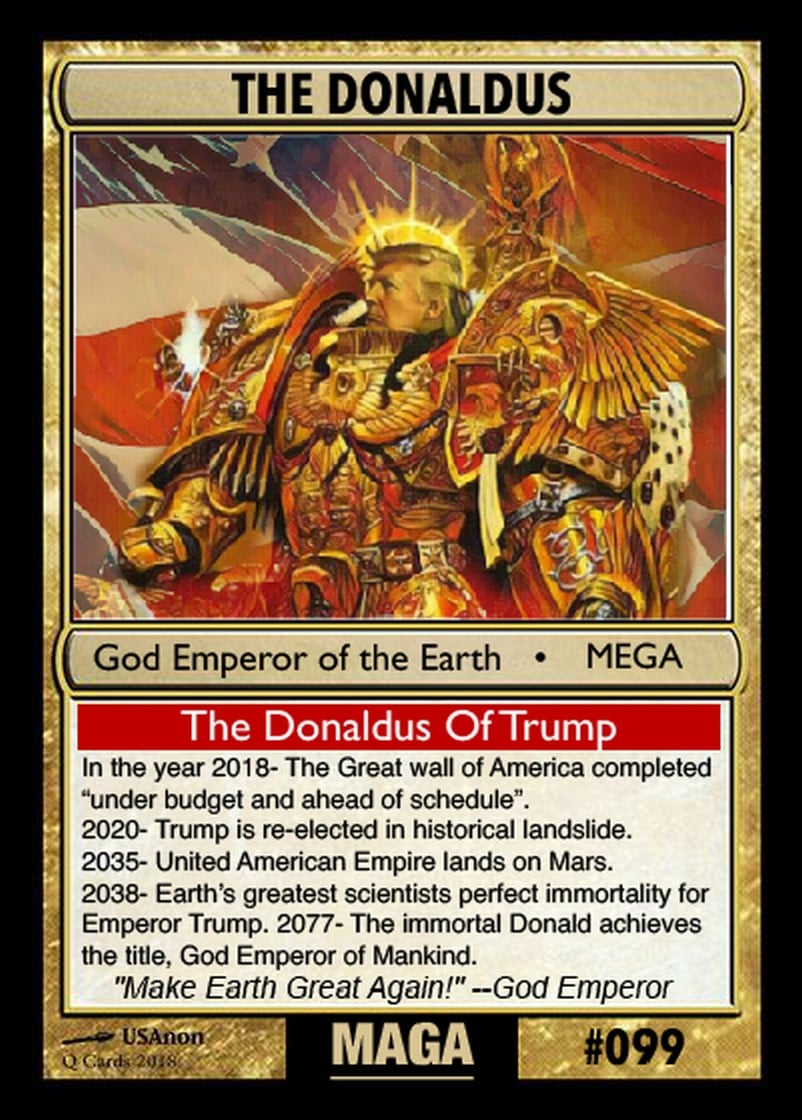 THE DONALDUS
God Emperor of the Earth • MEGA
The Donaldus Of Trump
In the year 2018- The Great wall of America completed
“under budget and ahead of schedule”.
2020- Trump is re-elected in historical landslide.
2035- United American Empire lands on Mars.
2038- Earth’s greatest scientists perfect immortality for
Emperor Trump. 2077- The immortal Donald achieves
the title, God Emperor of Mankind.
"Make Earth Great Again!" --God Emperor
USAnon
Q Cards 2018
MAGA
#099